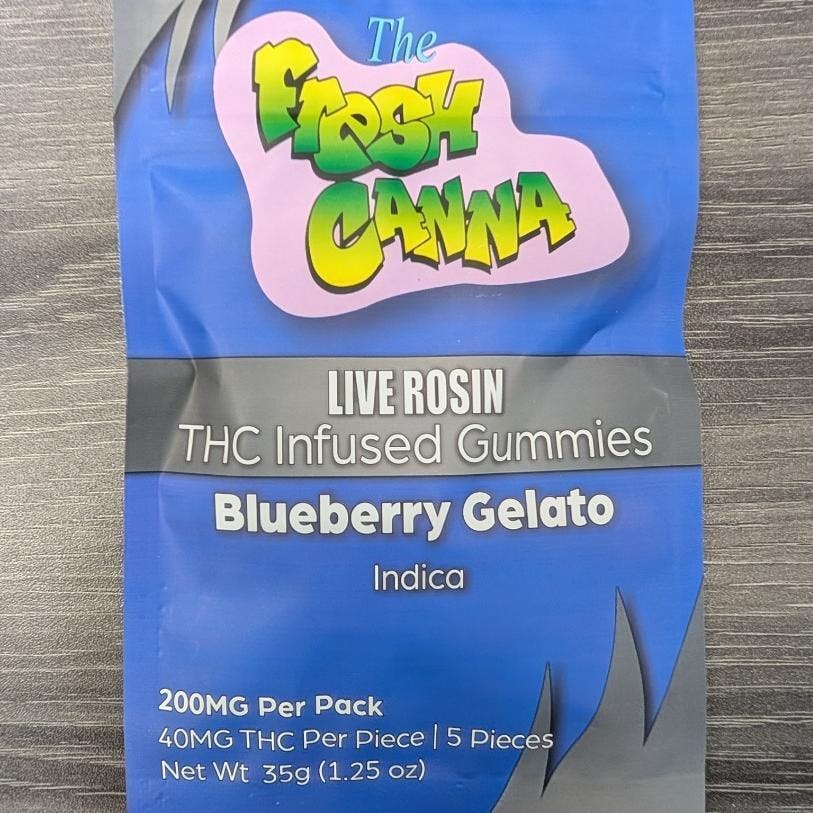 The
Fresh
Canna
LIVE ROSIN
THC Infused Gummies
Blueberry Gelato
Indica
200MG Per Pack
40MG THC Per Piece | 5 Pieces
Net Wt 35g (1.25 oz)